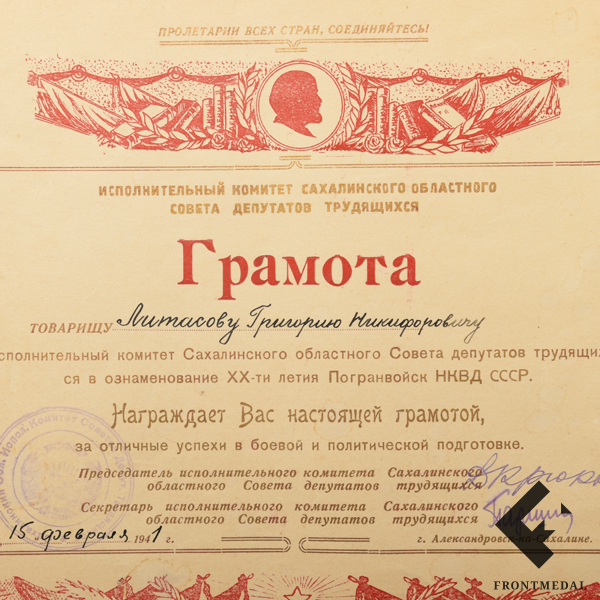 ПРОЛЕТАРИИ ВСЕХ СТРАН, СОЕДИНЯЙТЕСЬ!
ИСПОЛНИТЕЛЬНЫЙ КОМИТЕТ САХАЛИНСКОГО ОБЛАСТНОГО
СОВЕТА ДЕПУТАТОВ ТРУДЯЩИХСЯ
Грамота
ТОВАРИЩУ Литасову Григорию Никифоровичу
сполнительный комитет Сахалинского областного Совета депутатов трудящих
ся в ознаменование XX-ти летия Погранвойск НКВД СССР.
Награждает Вас настоящей грамотой,
за отличные успехи в боевой и политической подготовке.
Председатель исполнительного комитета Сахалинского
областного Совета депутатов трудящихся
Секретарь исполнительного комитета Сахалинского
областного Совета депутатов трудящихся
15 февраля 1941 г.
г. Александровск-на-Сахалине.
FRONTMEDAL